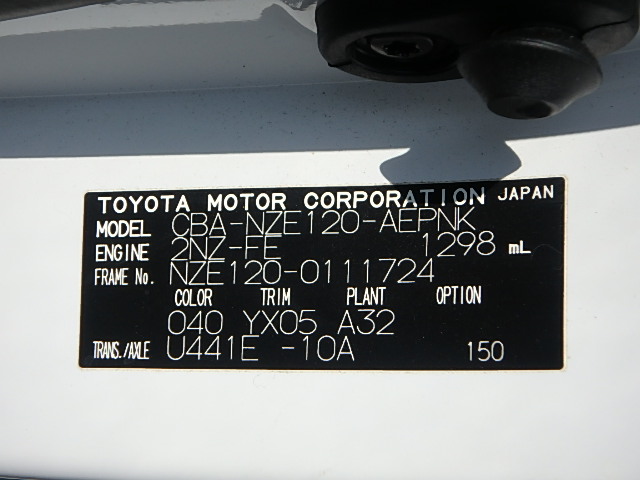 TOYOTA MOTOR CORPORATION JAPAN
MODEL CBA-NZE120-AEPNK
ENGINE 2NZ-FE 1298 mL
FRAME No. NZE120-0111724
COLOR TRIM PLANT OPTION
040 YX05 A32
TRANS./AXLE U441E -10A 150